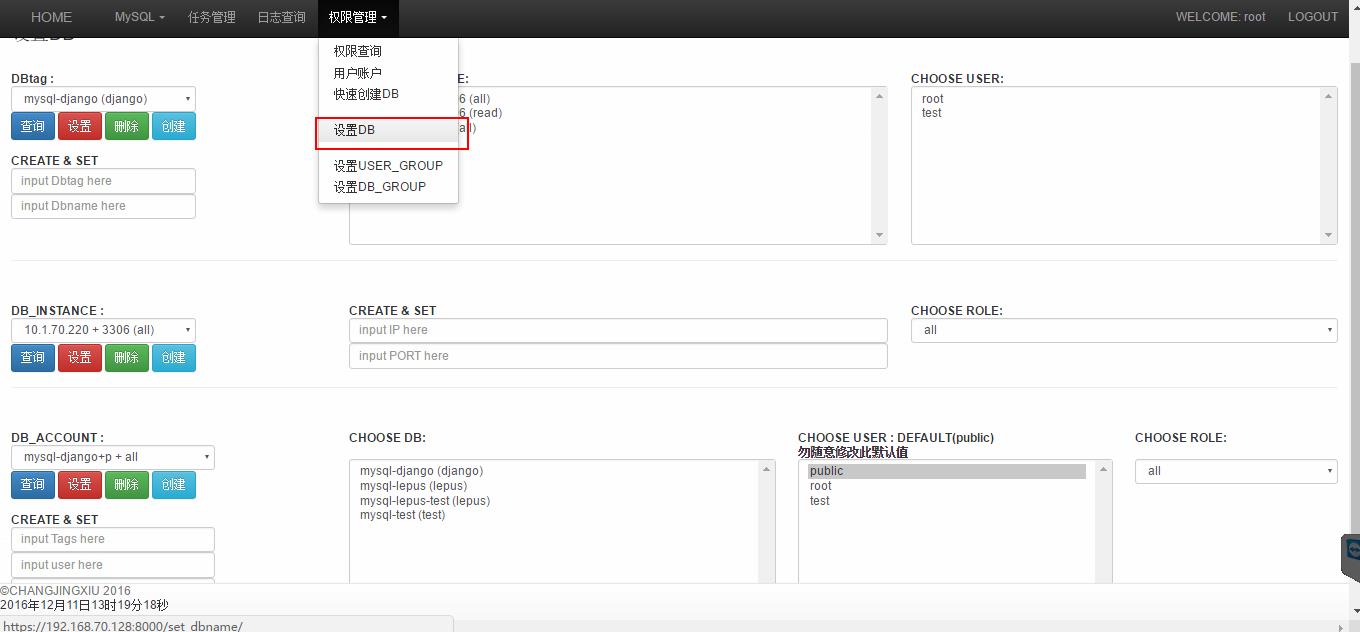 HOME
MySQL
任务管理
日志查询
权限管理
WELCOME: root
LOGOUT
权限查询
用户账户
快速创建DB
设置DB
设置USER_GROUP
设置DB_GROUP
DBtag :
mysql-django (django)
查询 设置 删除 创建
CREATE & SET
input Dbtag here
input Dbname here
E:
6 (all)
6 (read)
all)
CHOOSE USER:
root
test
DB_INSTANCE :
10.1.70.220 + 3306 (all)
查询 设置 删除 创建
CREATE & SET
input IP here
input PORT here
CHOOSE ROLE:
all
DB_ACCOUNT :
mysql-django+p + all
查询 设置 删除 创建
CREATE & SET
input Tags here
input user here
CHOOSE DB:
mysql-django (django)
mysql-lepus (lepus)
mysql-lepus-test (lepus)
mysql-test (test)
CHOOSE USER : DEFAULT(public)
勿随意修改此默认值
public
root
test
CHOOSE ROLE:
all
©CHANGJINGXIU 2016
2016年12月11日13时19分18秒
https://192.168.70.128:8000/set_dbname/